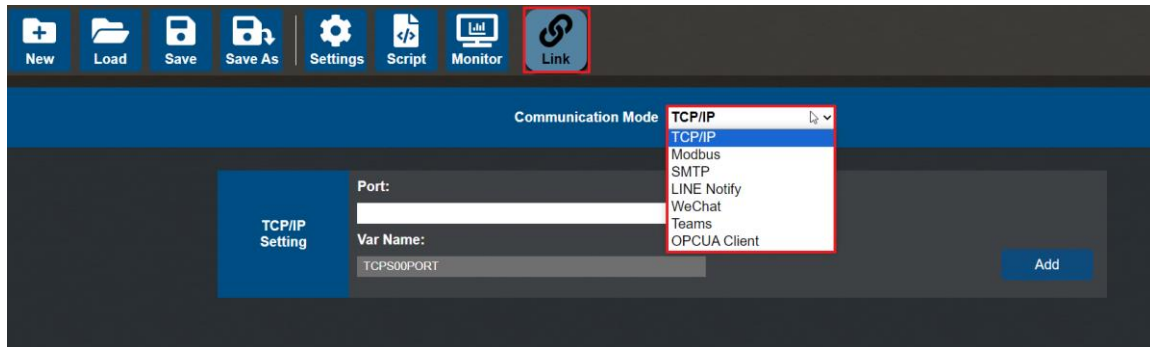 New Load Save Save As Settings Script Monitor Link
Communication Mode TCP/IP
TCP/IP
Modbus
SMTP
LINE Notify
WeChat
Teams
OPCUA Client
TCP/IP
Setting
Port:
Var Name:
TCPS00PORT
Add